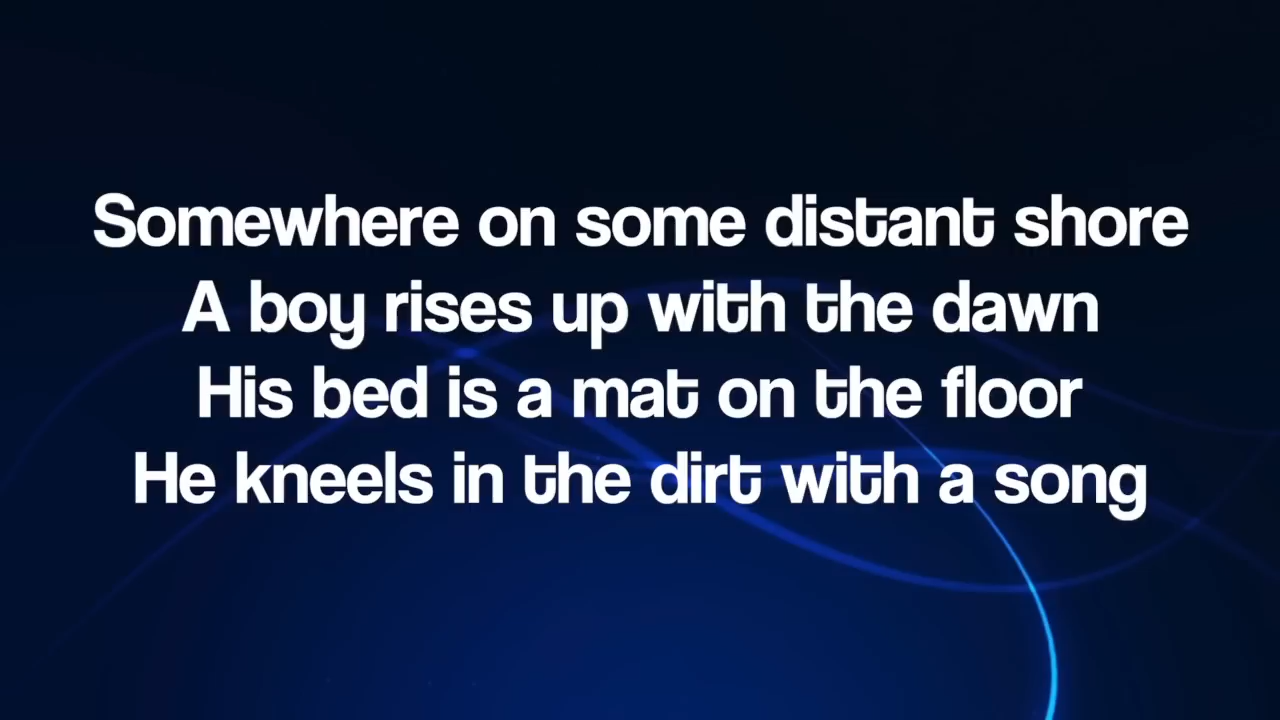 Somewhere on some distant shore
A boy rises up with the dawn
His bed is a mat on the floor
He kneels in the dirt with a song